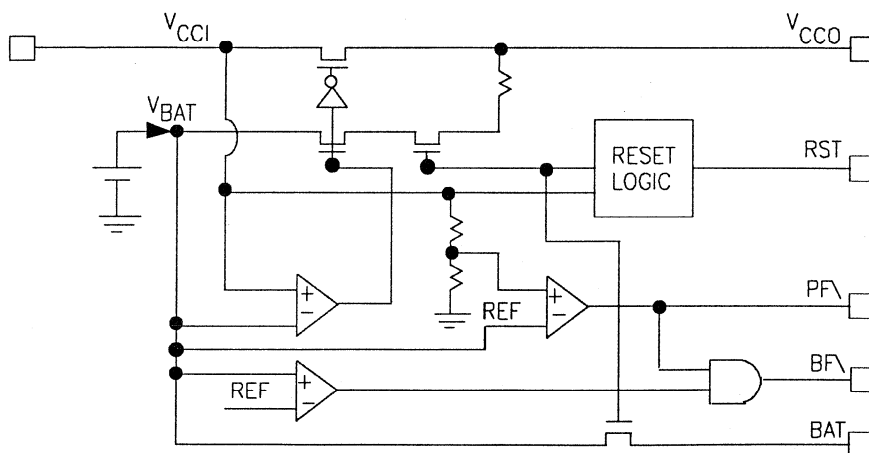 VCCI
VCCO
VBAT
RESET
LOGIC
RST
+
−
REF
+
−
PF\
REF
+
−
BF\
BAT